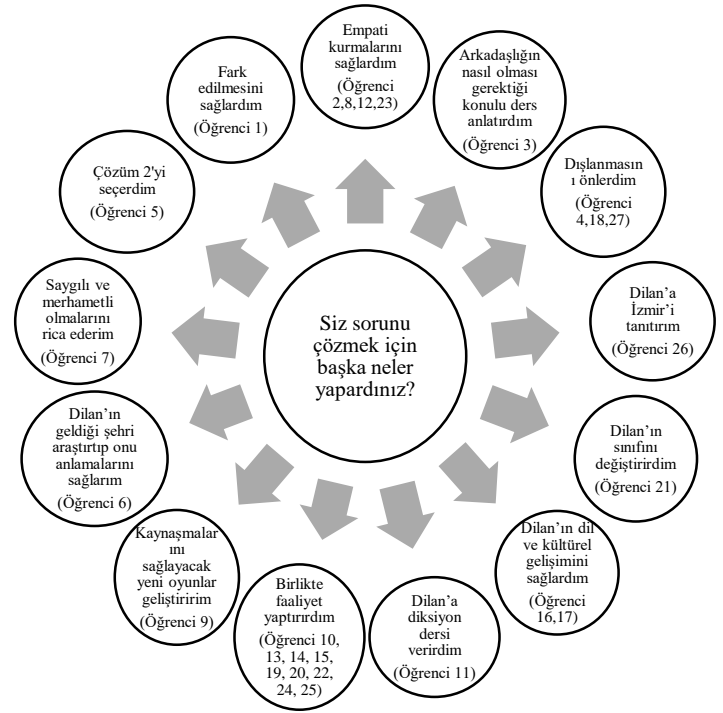 Empati
kurmalarını
sağlardım
(Öğrenci
2,8,12,23)
Arkadaşlığın
nasıl olması
gerektiği
konulu ders
anlatırdım
(Öğrenci 3)
Dışlanmasın
ı önlerdim
(Öğrenci
4,18,27)
Dilan’a
İzmir’i
tanıtırım
(Öğrenci 26)
Dilan’ın
sınıfını
değiştirirdim
(Öğrenci 21)
Dilan’ın dil
ve kültürel
gelişimini
sağlardım
(Öğrenci
16,17)
Dilan’a
diksiyon
dersi
verirdim
(Öğrenci 11)
Birlikte
faaliyet
yaptırırdım
(Öğrenci 10,
13, 14, 15,
19, 20, 22,
24, 25)
Kaynaşmalar
ını
sağlayacak
yeni oyunlar
geliştiririm
(Öğrenci 9)
Dilan’ın
geldiği şehri
araştırtıp onu
anlamalarını
sağlarım
(Öğrenci 6)
Saygılı ve
merhametli
olmalarını
rica ederim
(Öğrenci 7)
Çözüm 2'yi
seçerdim
(Öğrenci 5)
Fark
edilmesini
sağlardım
(Öğrenci 1)
Siz sorunu
çözmek için
başka neler
yapardınız?